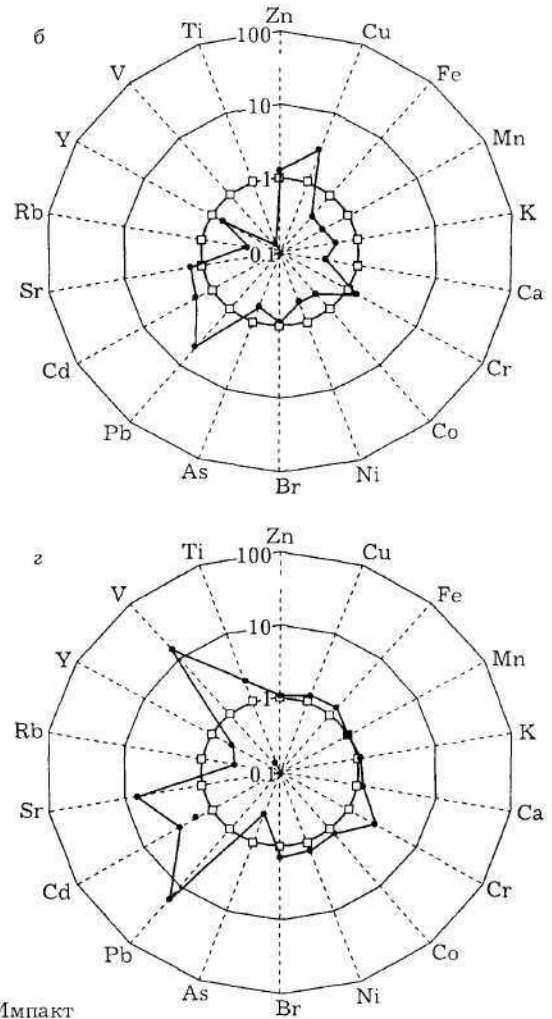 б
Zn
Ti 100 Cu
V 10 Fe
Y Mn
1
Rb K
0.1
Sr Ca
Cd Cr
Pb Co
As Ni
Br
г
Zn
Ti 100 Cu
V 10 Fe
Y Mn
1
Rb K
0.1
Sr Ca
Cd Cr
Pb Co
As Ni
Br
Импакт